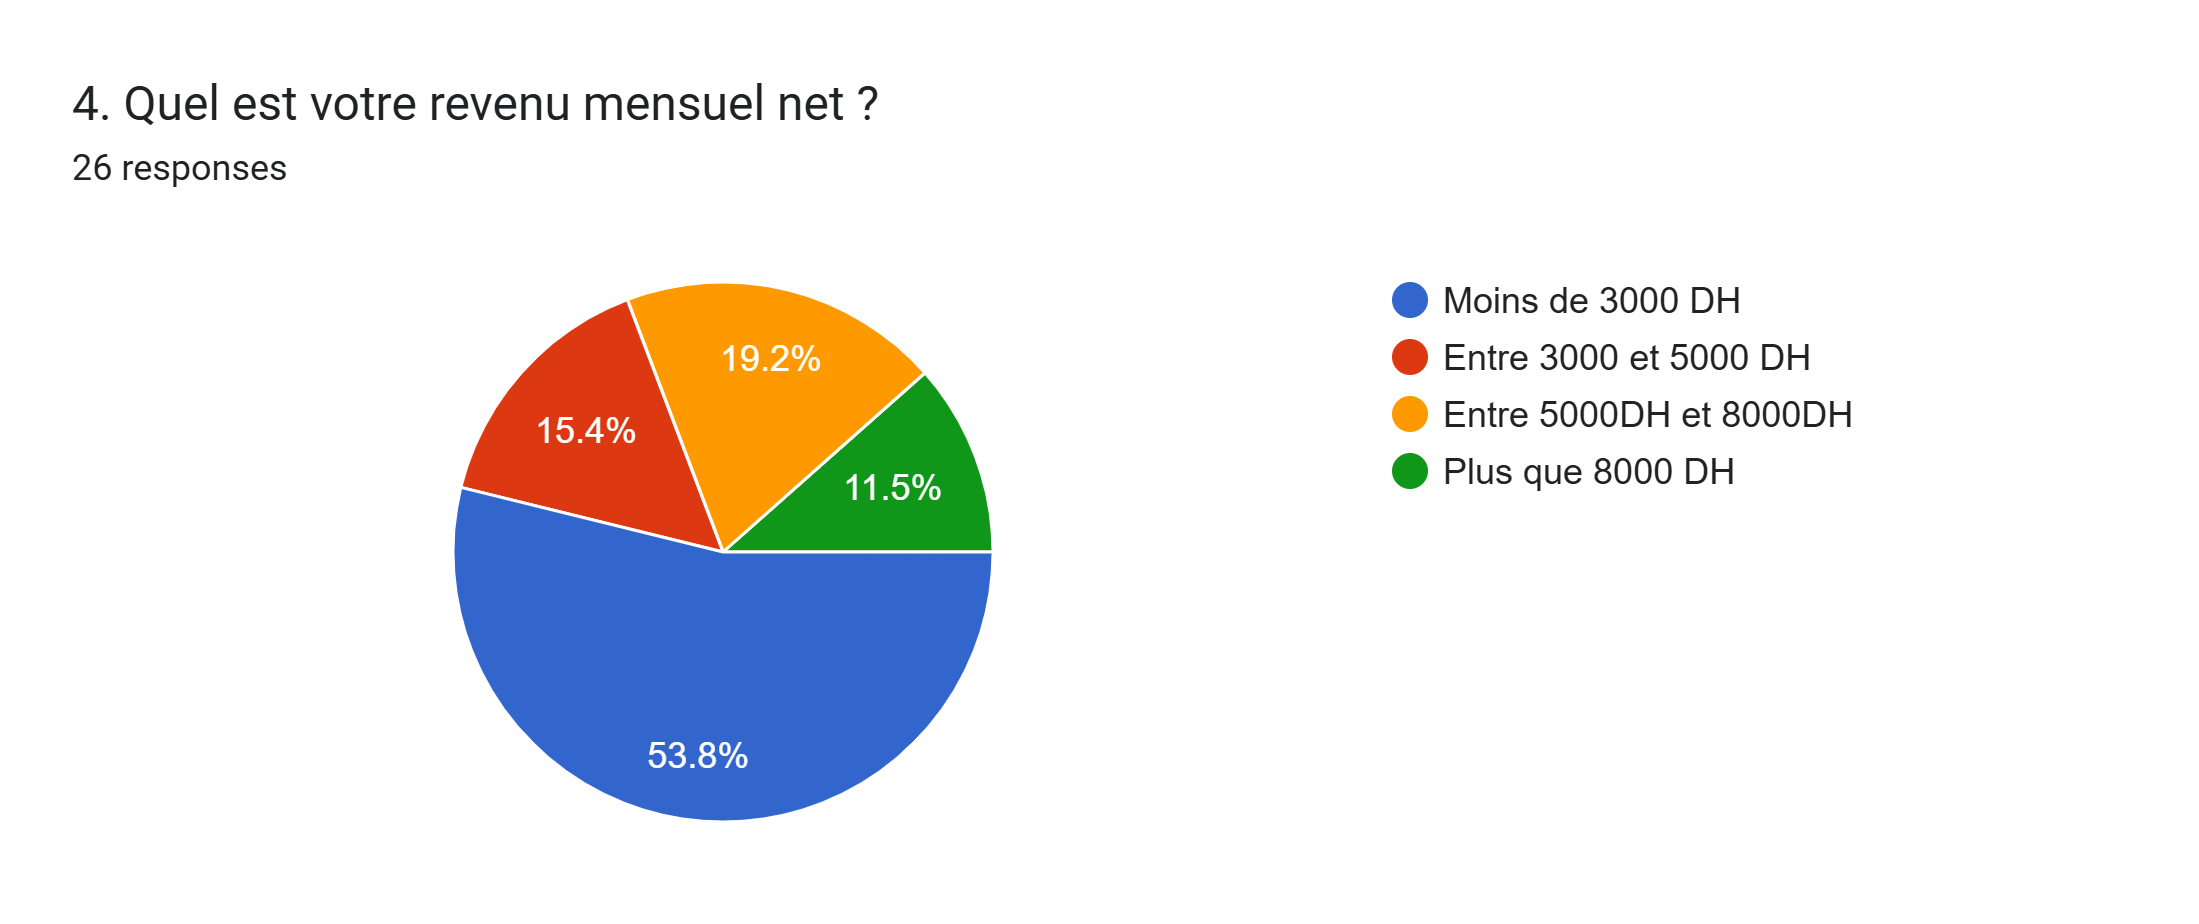 4. Quel est votre revenu mensuel net ?
26 responses
19.2%
15.4%
11.5%
53.8%
Moins de 3000 DH
Entre 3000 et 5000 DH
Entre 5000DH et 8000DH
Plus que 8000 DH